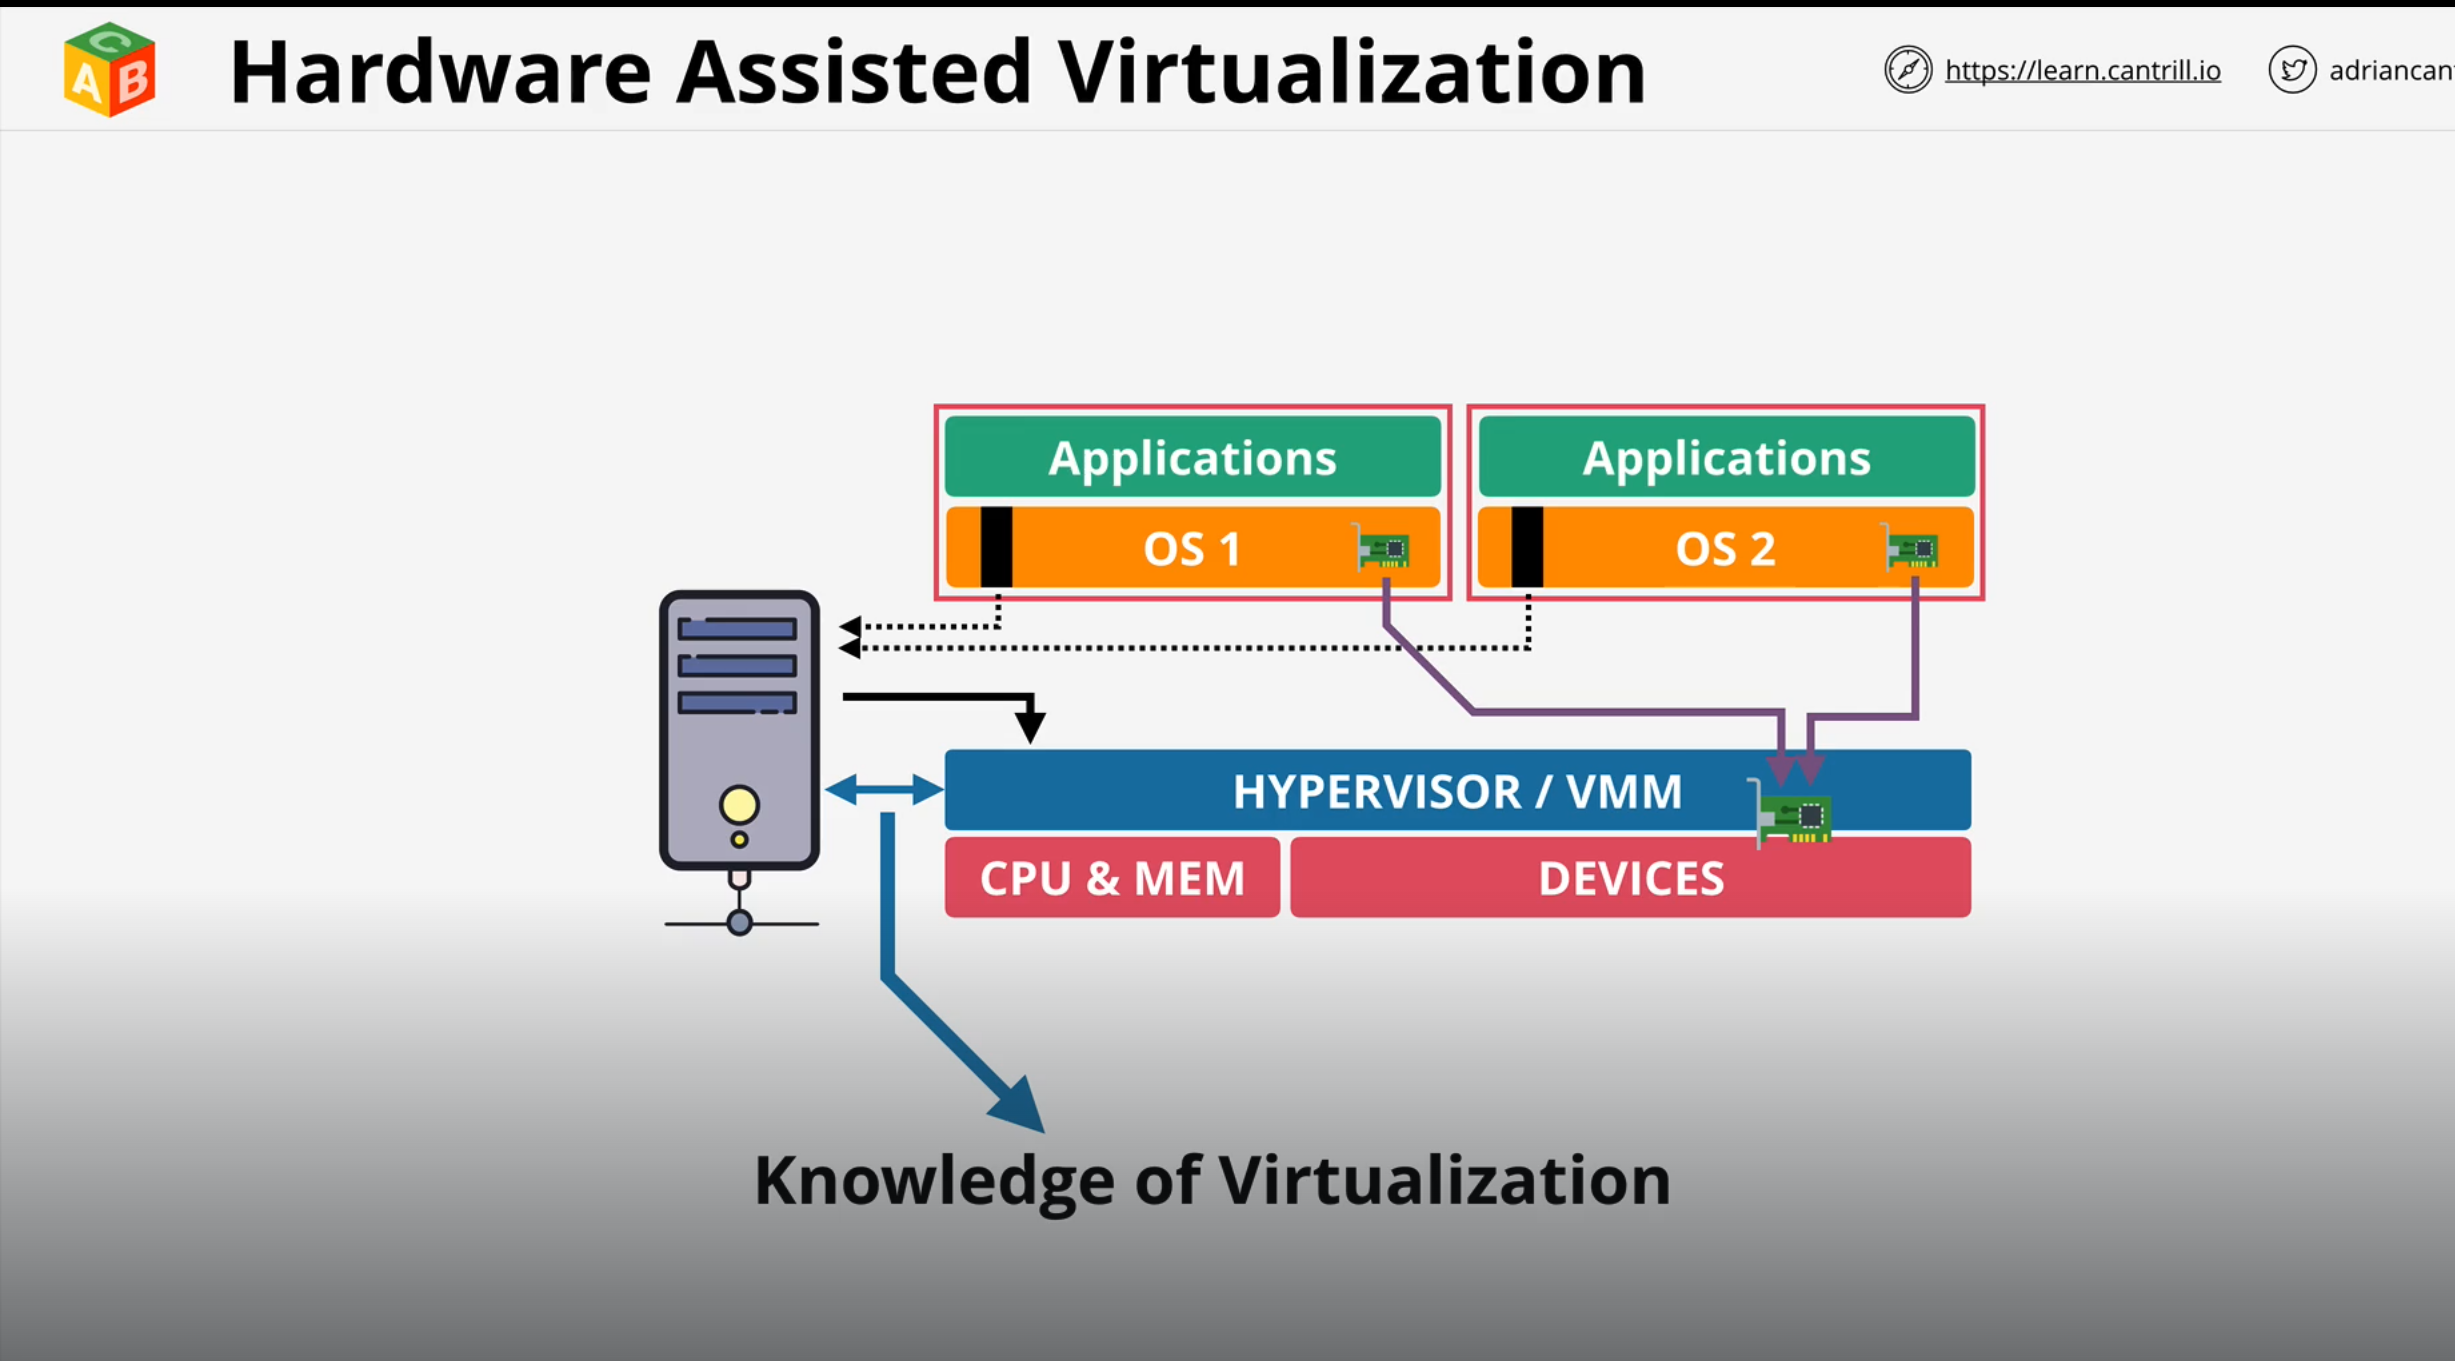 C
A B
Hardware Assisted Virtualization
https://learn.cantrill.io
adriancan
Applications
Applications
OS 1
OS 2
HYPERVISOR / VMM
CPU & MEM
DEVICES
Knowledge of Virtualization